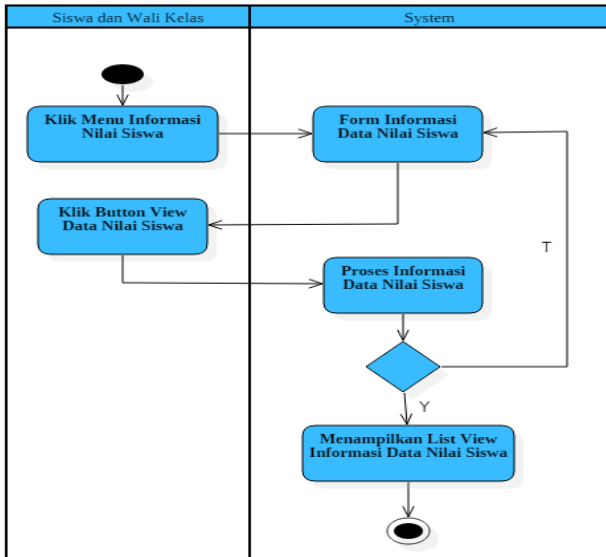 Siswa dan Wali Kelas
System
Klik Menu Informasi
Nilai Siswa
Form Informasi
Data Nilai Siswa
Klik Button View
Data Nilai Siswa
T
Proses Informasi
Data Nilai Siswa
Y
Menampilkan List View
Informasi Data Nilai Siswa